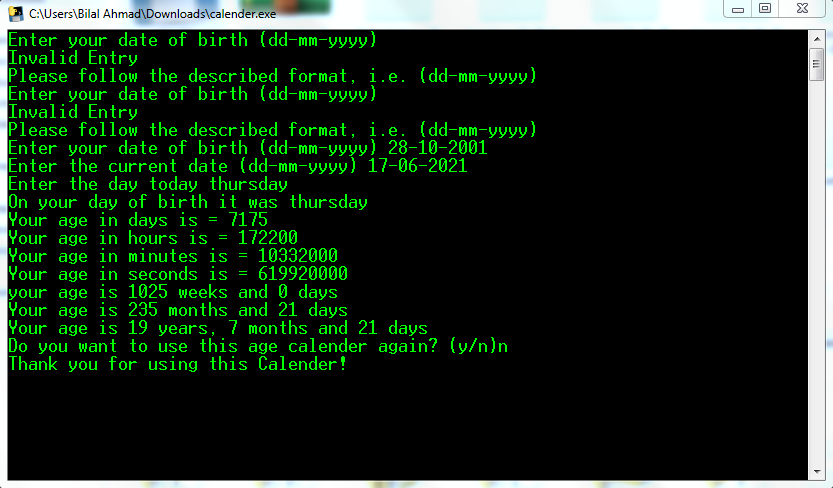 C:\Users\Bilal Ahmad\Downloads\calender.exe
Enter your date of birth (dd-mm-yyyy)
Invalid Entry
Please follow the described format, i.e. (dd-mm-yyyy)
Enter your date of birth (dd-mm-yyyy)
Invalid Entry
Please follow the described format, i.e. (dd-mm-yyyy)
Enter your date of birth (dd-mm-yyyy) 28-10-2001
Enter the current date (dd-mm-yyyy) 17-06-2021
Enter the day today thursday
On your day of birth it was thursday
Your age in days is = 7175
Your age in hours is = 172200
Your age in minutes is = 10332000
Your age in seconds is = 619920000
your age is 1025 weeks and 0 days
Your age is 235 months and 21 days
Your age is 19 years, 7 months and 21 days
Do you want to use this age calender again? (y/n)n
Thank you for using this Calender!